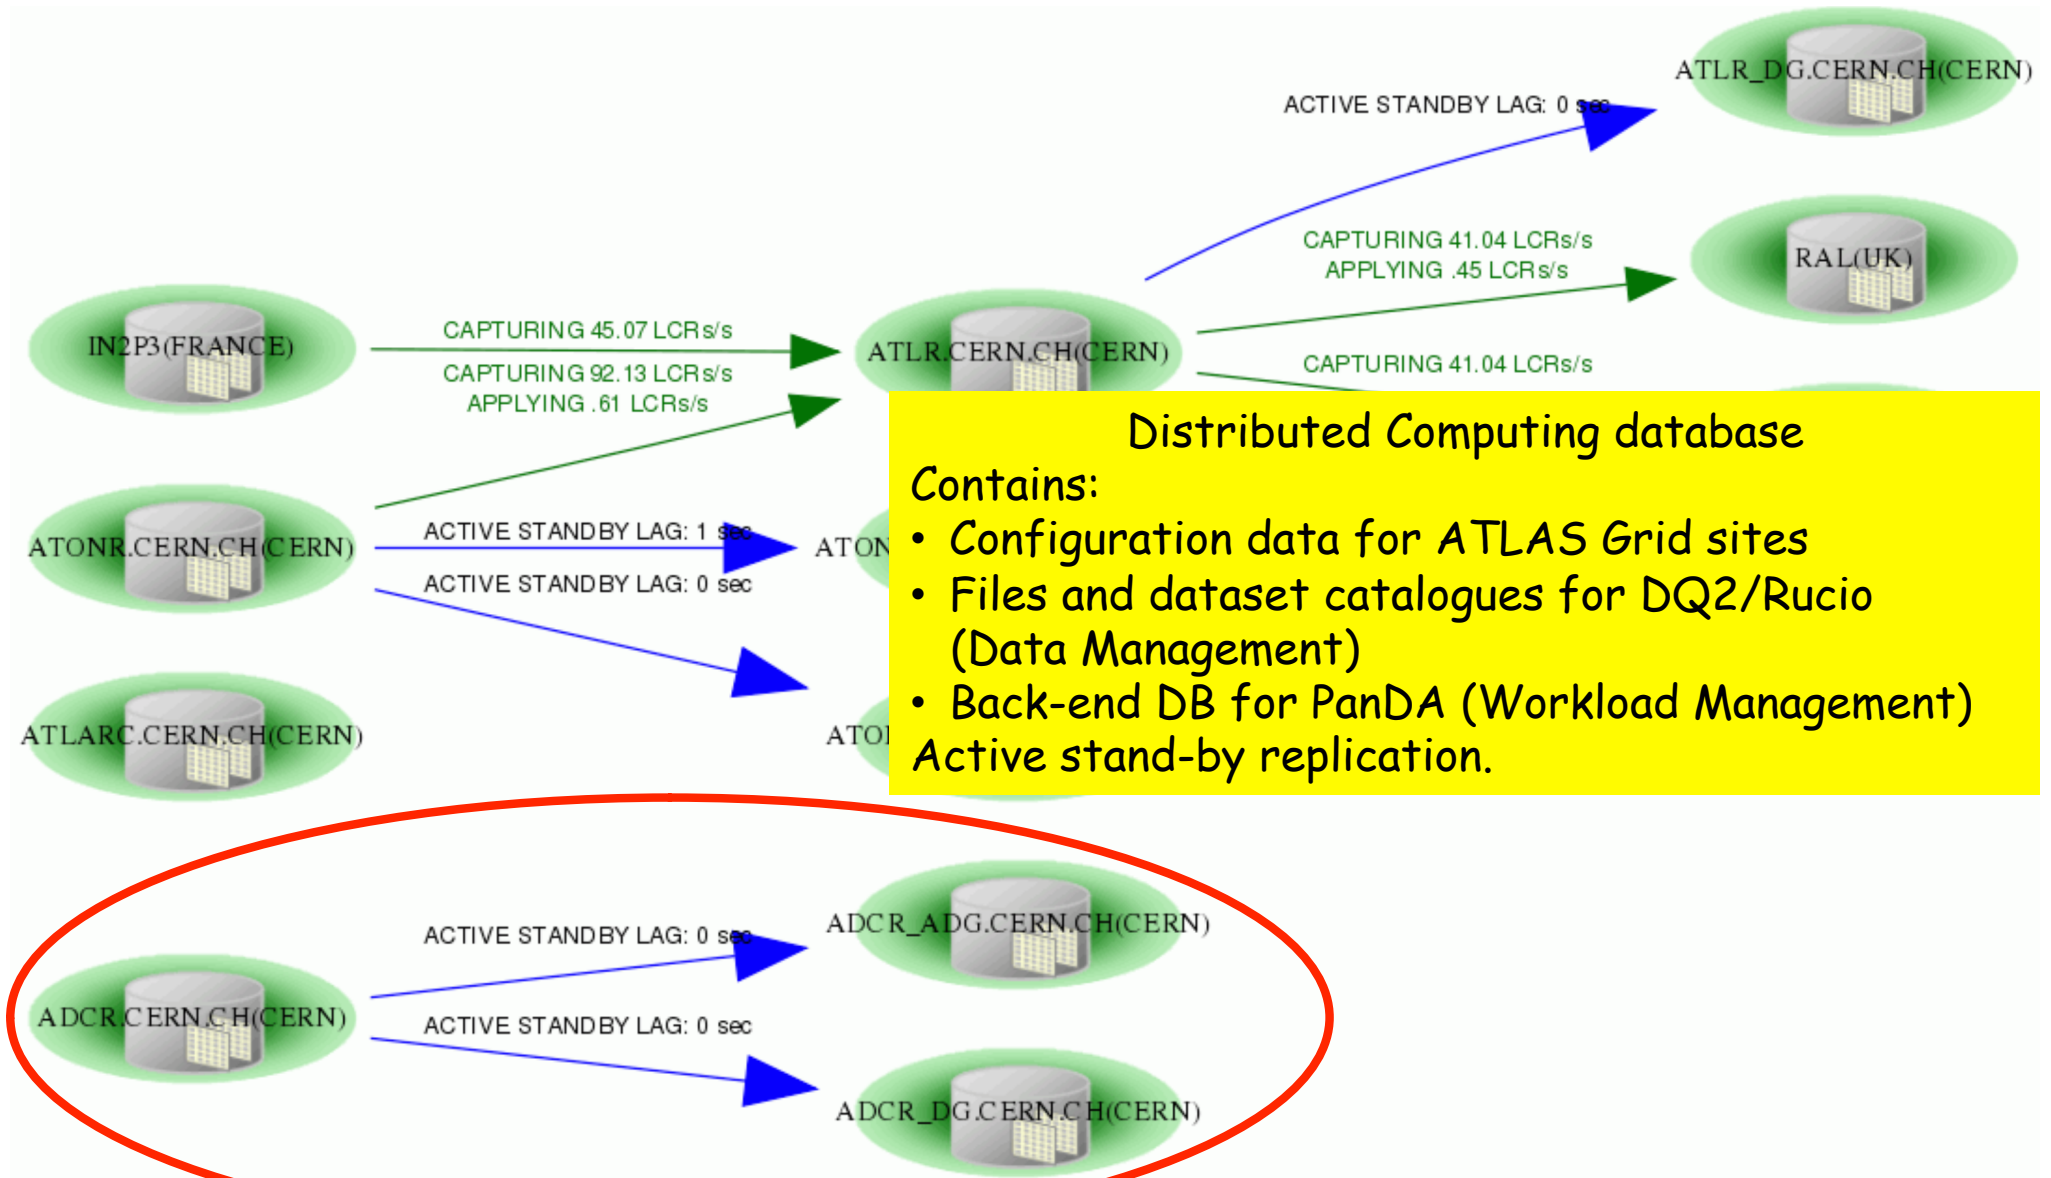 ATLR_DG.CERN.CH(CERN)
ACTIVE STANDBY LAG: 0 sec
CAPTURING 41.04 LCRs/s
APPLYING .45 LCRs/s
RAL(UK)
IN2P3(FRANCE)
CAPTURING 45.07 LCRs/s
ATLR.CERN.CH(CERN)
CAPTURING 41.04 LCRs/s
CAPTURING 92.13 LCRs/s
APPLYING .61 LCRs/s
ATONR.CERN.CH(CERN)
ACTIVE STANDBY LAG: 1 sec
ACTIVE STANDBY LAG: 0 sec
ATLARC.CERN.CH(CERN)
Distributed Computing database
Contains:
• Configuration data for ATLAS Grid sites
• Files and dataset catalogues for DQ2/Rucio
(Data Management)
• Back-end DB for PanDA (Workload Management)
Active stand-by replication.
ADCR.CERN.CH(CERN)
ACTIVE STANDBY LAG: 0 sec
ADCR_ADG.CERN.CH(CERN)
ACTIVE STANDBY LAG: 0 sec
ADCR_DG.CERN.CH(CERN)